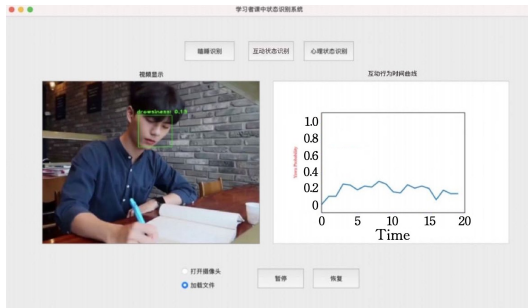 学习者课中状态识别系统
瞌睡识别
互动状态识别
心理状态识别
视频显示
互动行为时间曲线
1.0
0.8
0.6
0.4
0.2
0
0 5 10 15 20
Time
打开摄像头
加载文件
暂停
恢复